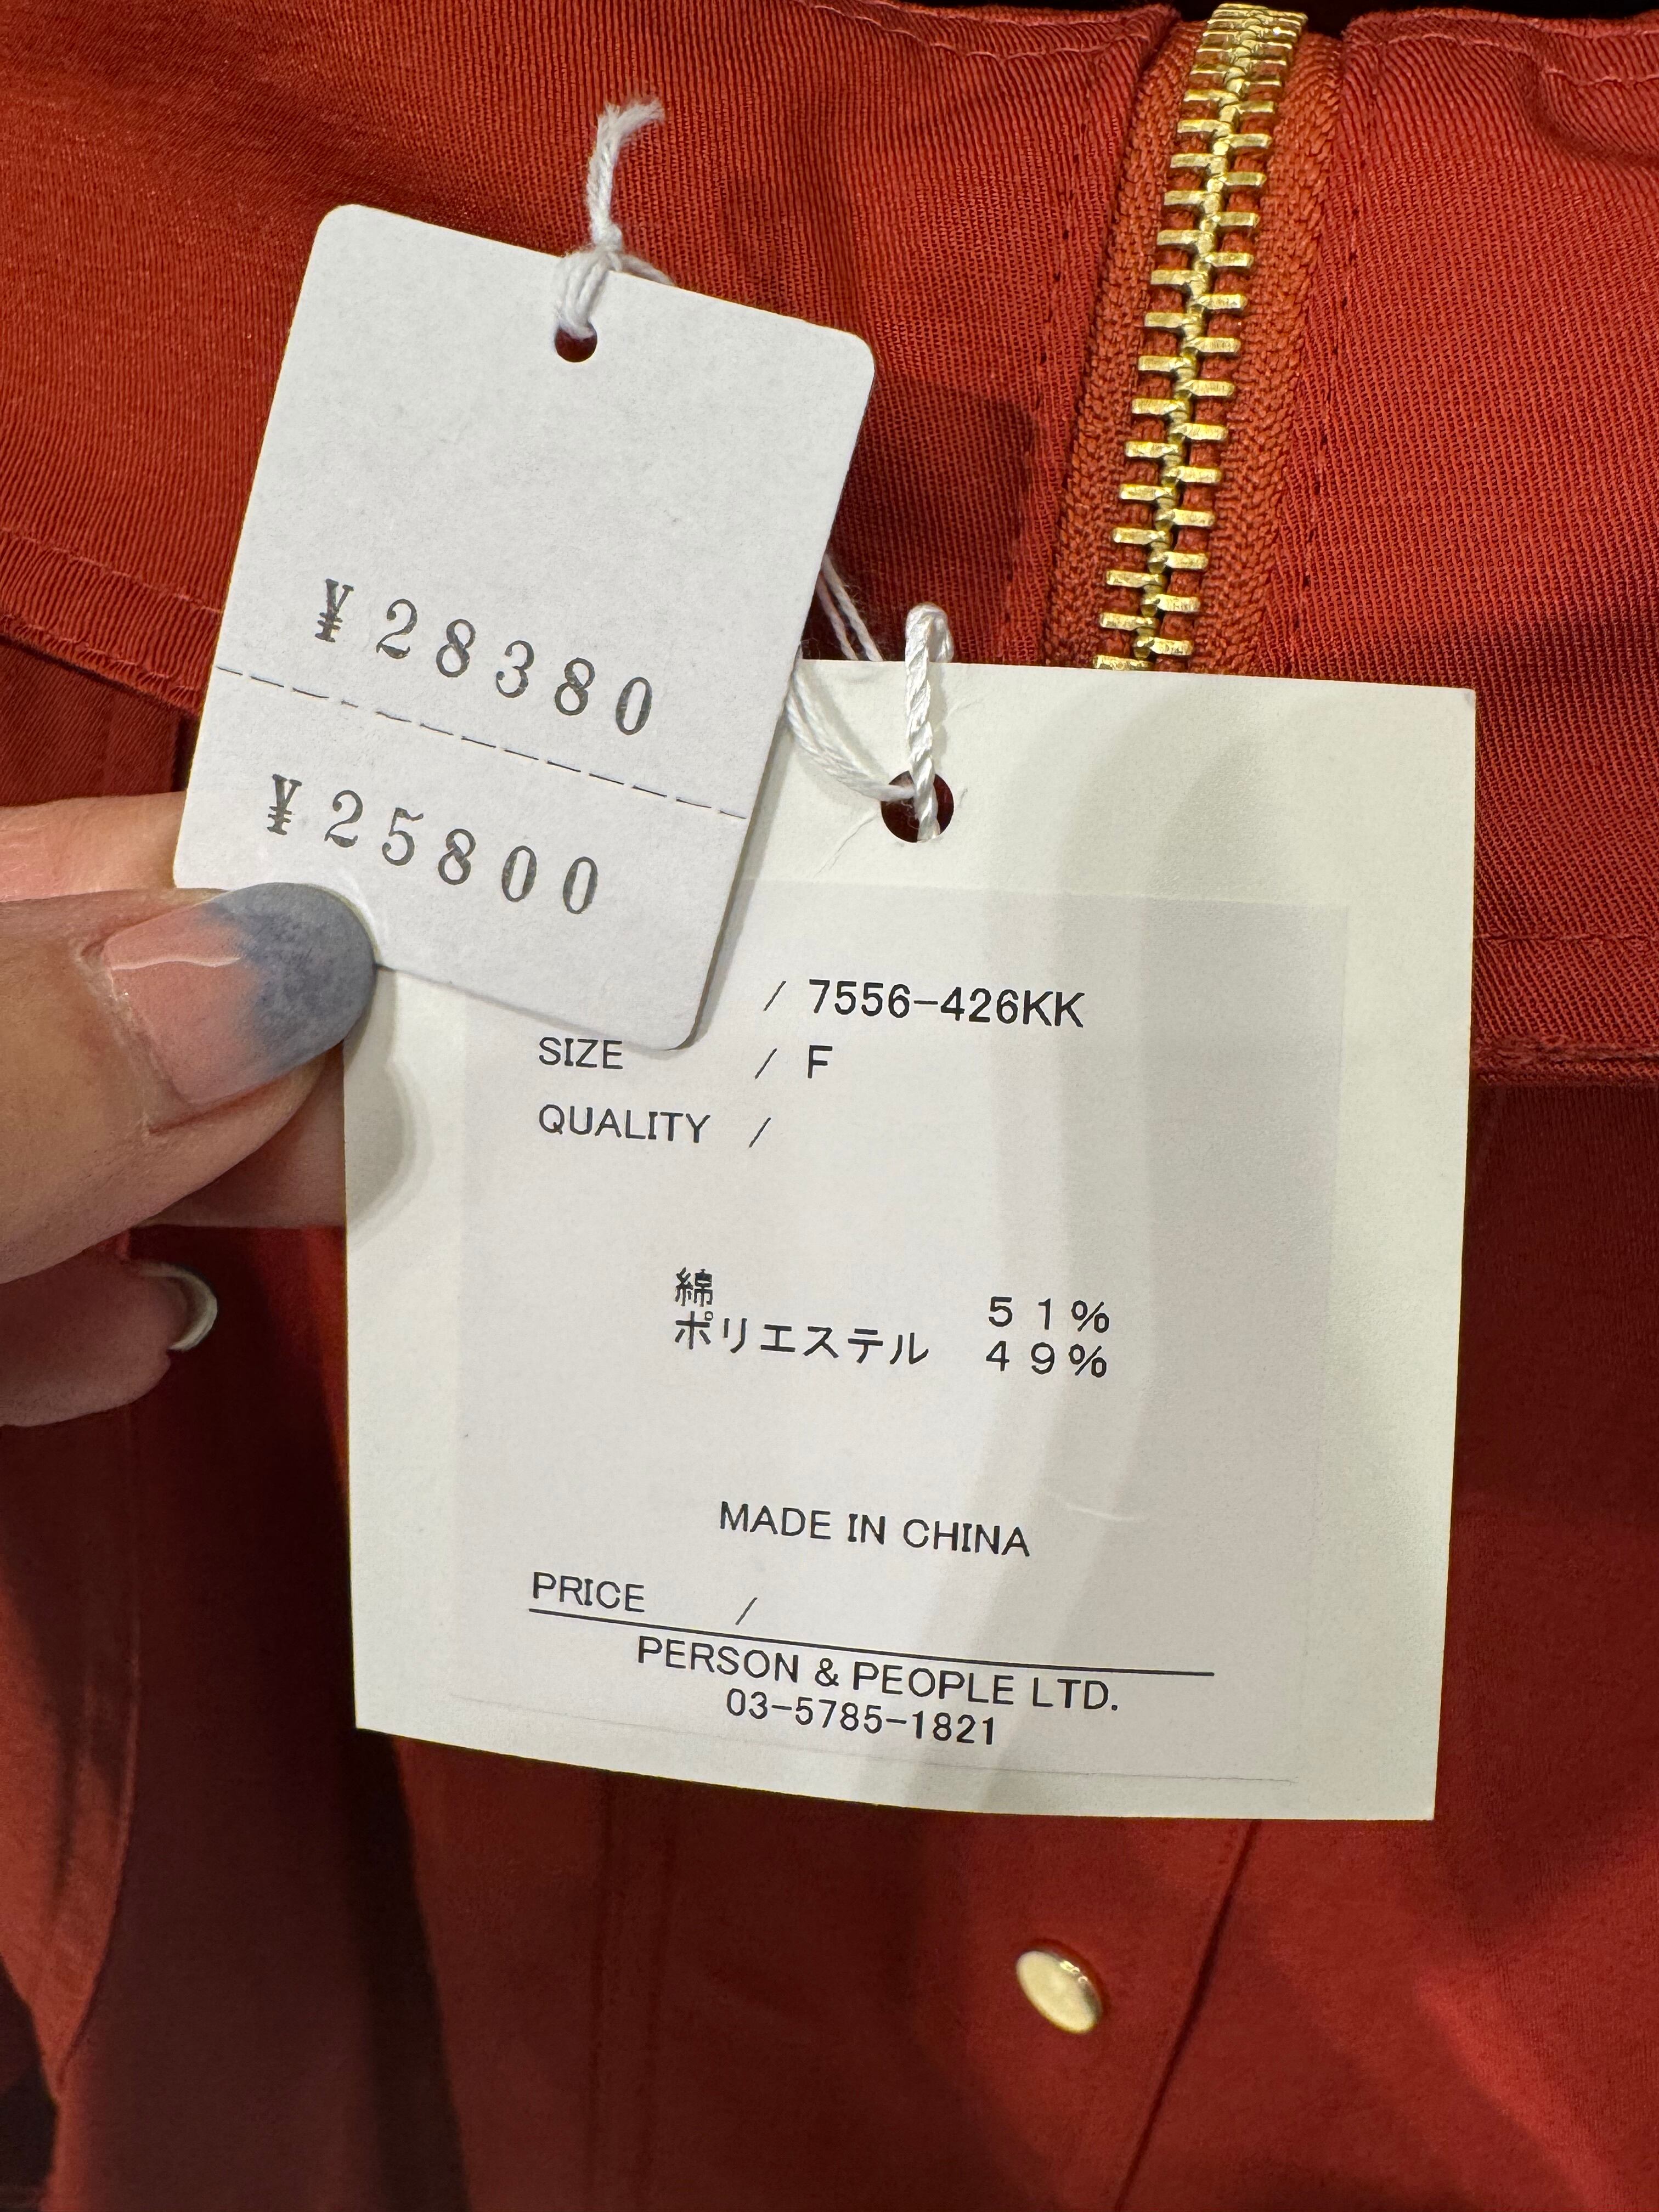 ¥28380
¥25800
/ 7556-426KK
SIZE / F
QUALITY /
綿 51%
ポリエステル 49%
MADE IN CHINA
PRICE /
PERSON & PEOPLE LTD.
03-5785-1821